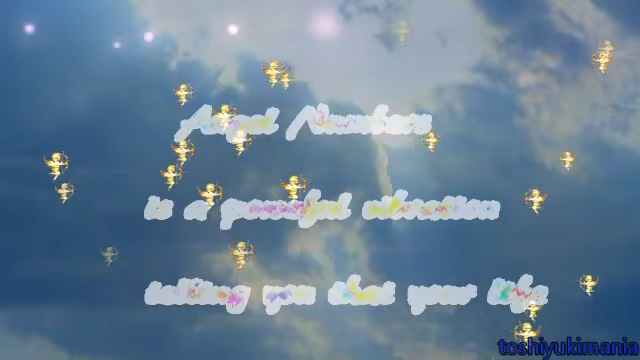 Angel Numbers
is a powerful vibration
telling you that your life
toshiyukimania